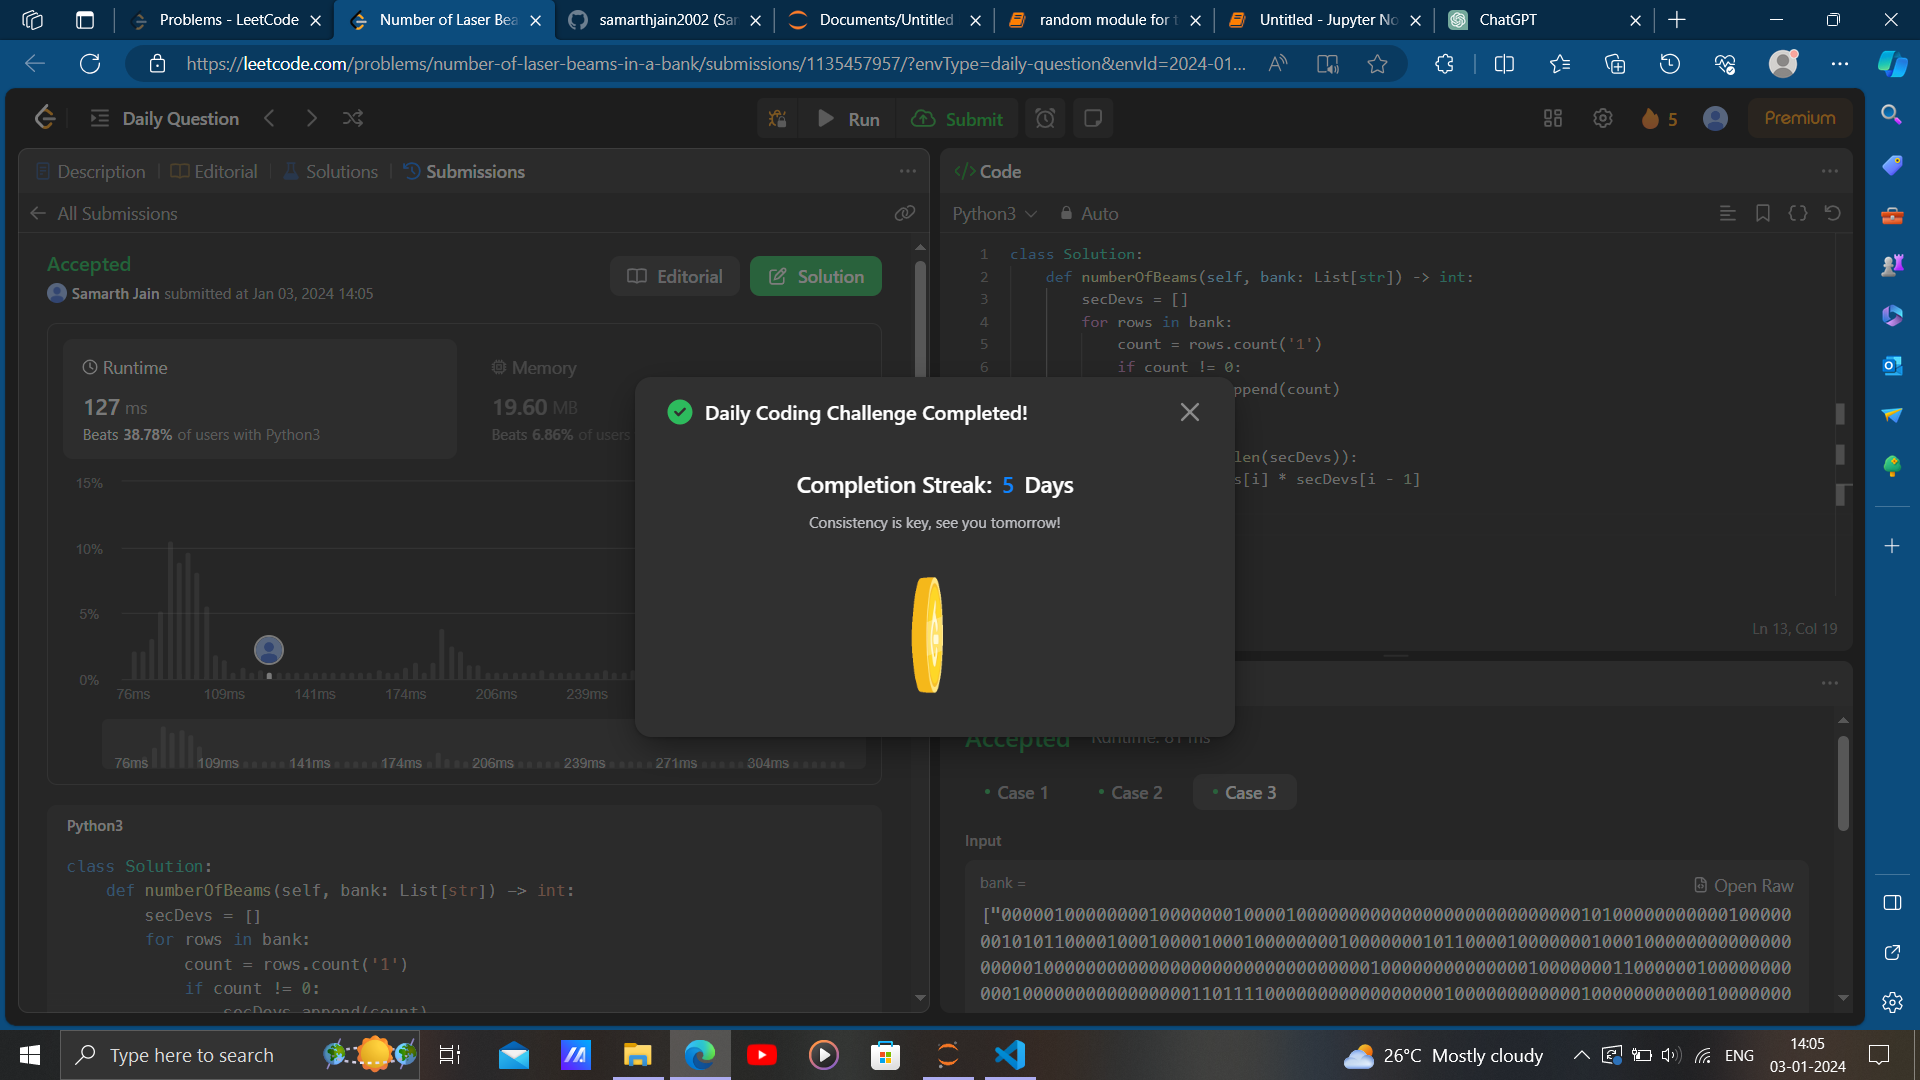 Problems - LeetCode
Number of Laser Bea
samarthjain2002 (Sar
Documents/Untitled
random module for t
Untitled - Jupyter No
ChatGPT
https://leetcode.com/problems/number-of-laser-beams-in-a-bank/submissions/1135457957/?envType=daily-question&envId=2024-01...
Daily Question
Run
Submit
5
Premium
Description
Editorial
Solutions
Submissions
All Submissions
Accepted
Samarth Jain submitted at Jan 03, 2024 14:05
Editorial
Solution
Runtime
127 ms
Beats 38.78% of users with Python3
Memory
19.60 MB
Beats 6.86% of users
15%
10%
5%
0%
76ms 109ms 141ms 174ms 206ms 239ms
76ms 109ms 141ms 174ms 206ms 239ms 271ms 304ms
Python3
class Solution:
def numberOfBeams(self, bank: List[str]) -> int:
secDevs = []
for rows in bank:
count = rows.count('1')
if count != 0:
secDevs.append(count)
Daily Coding Challenge Completed!
Completion Streak: 5 Days
Consistency is key, see you tomorrow!
</> Code
Python3
Auto
1 class Solution:
2 def numberOfBeams(self, bank: List[str]) -> int:
3 secDevs = []
4 for rows in bank:
5 count = rows.count('1')
6 if count != 0:
ppend(count)
len(secDevs)):
s[i] * secDevs[i - 1]
Ln 13, Col 19
Accepted Runtime: 61 ms
Case 1
Case 2
Case 3
Input
bank =
Open Raw
Type here to search
26°C Mostly cloudy
ENG
14:05
03-01-2024